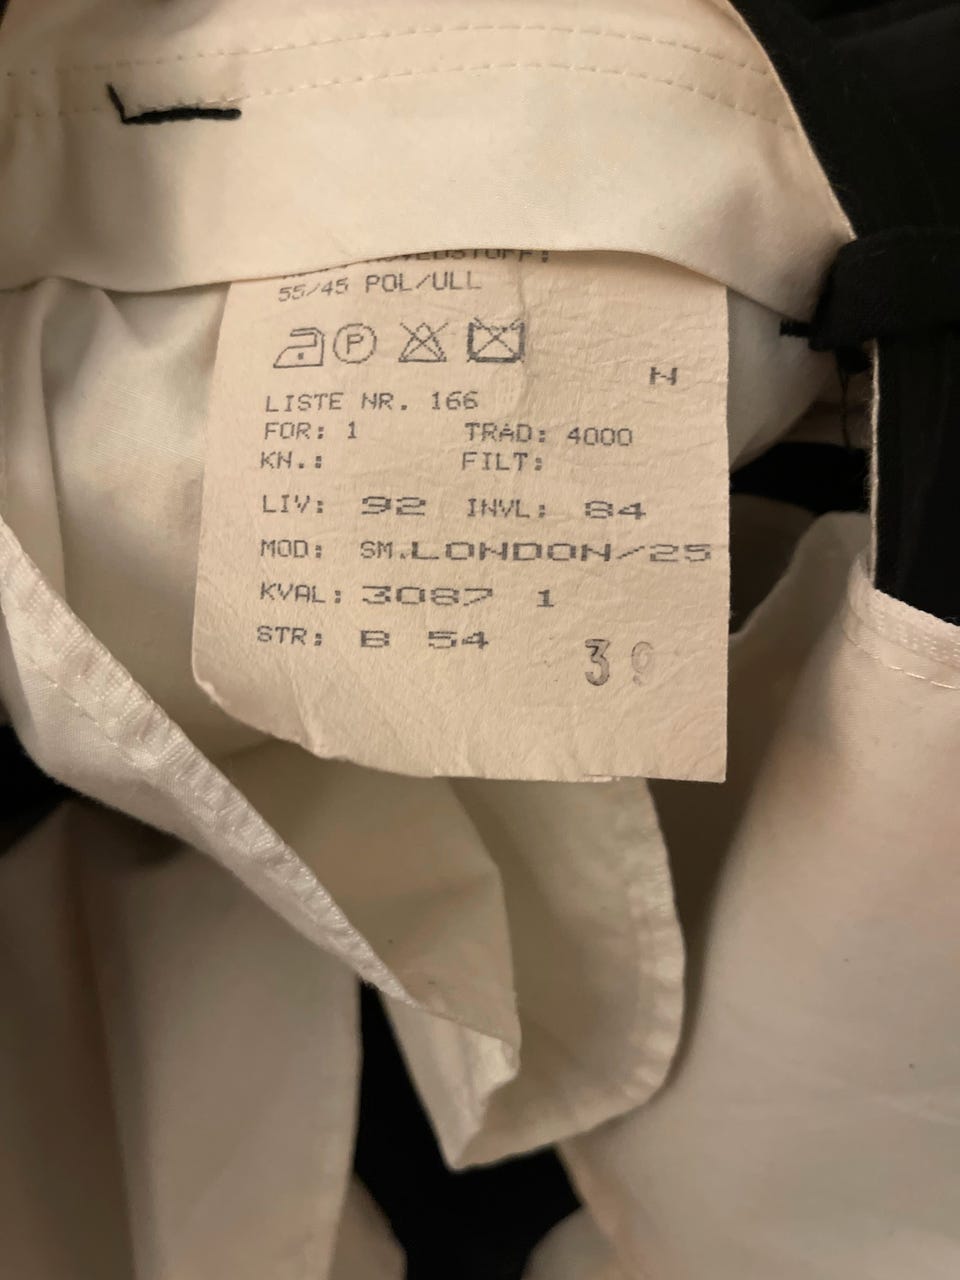 HOVEDSTOFF:
55/45 POL/ULL
P
N
LISTE NR. 166
FOR: 1 TRAD: 4000
KN.: FILT:
LIV: 92 INVL: 84
MOD: SM.LONDON/25
KVAL: 3087 1
STR: B 54
39